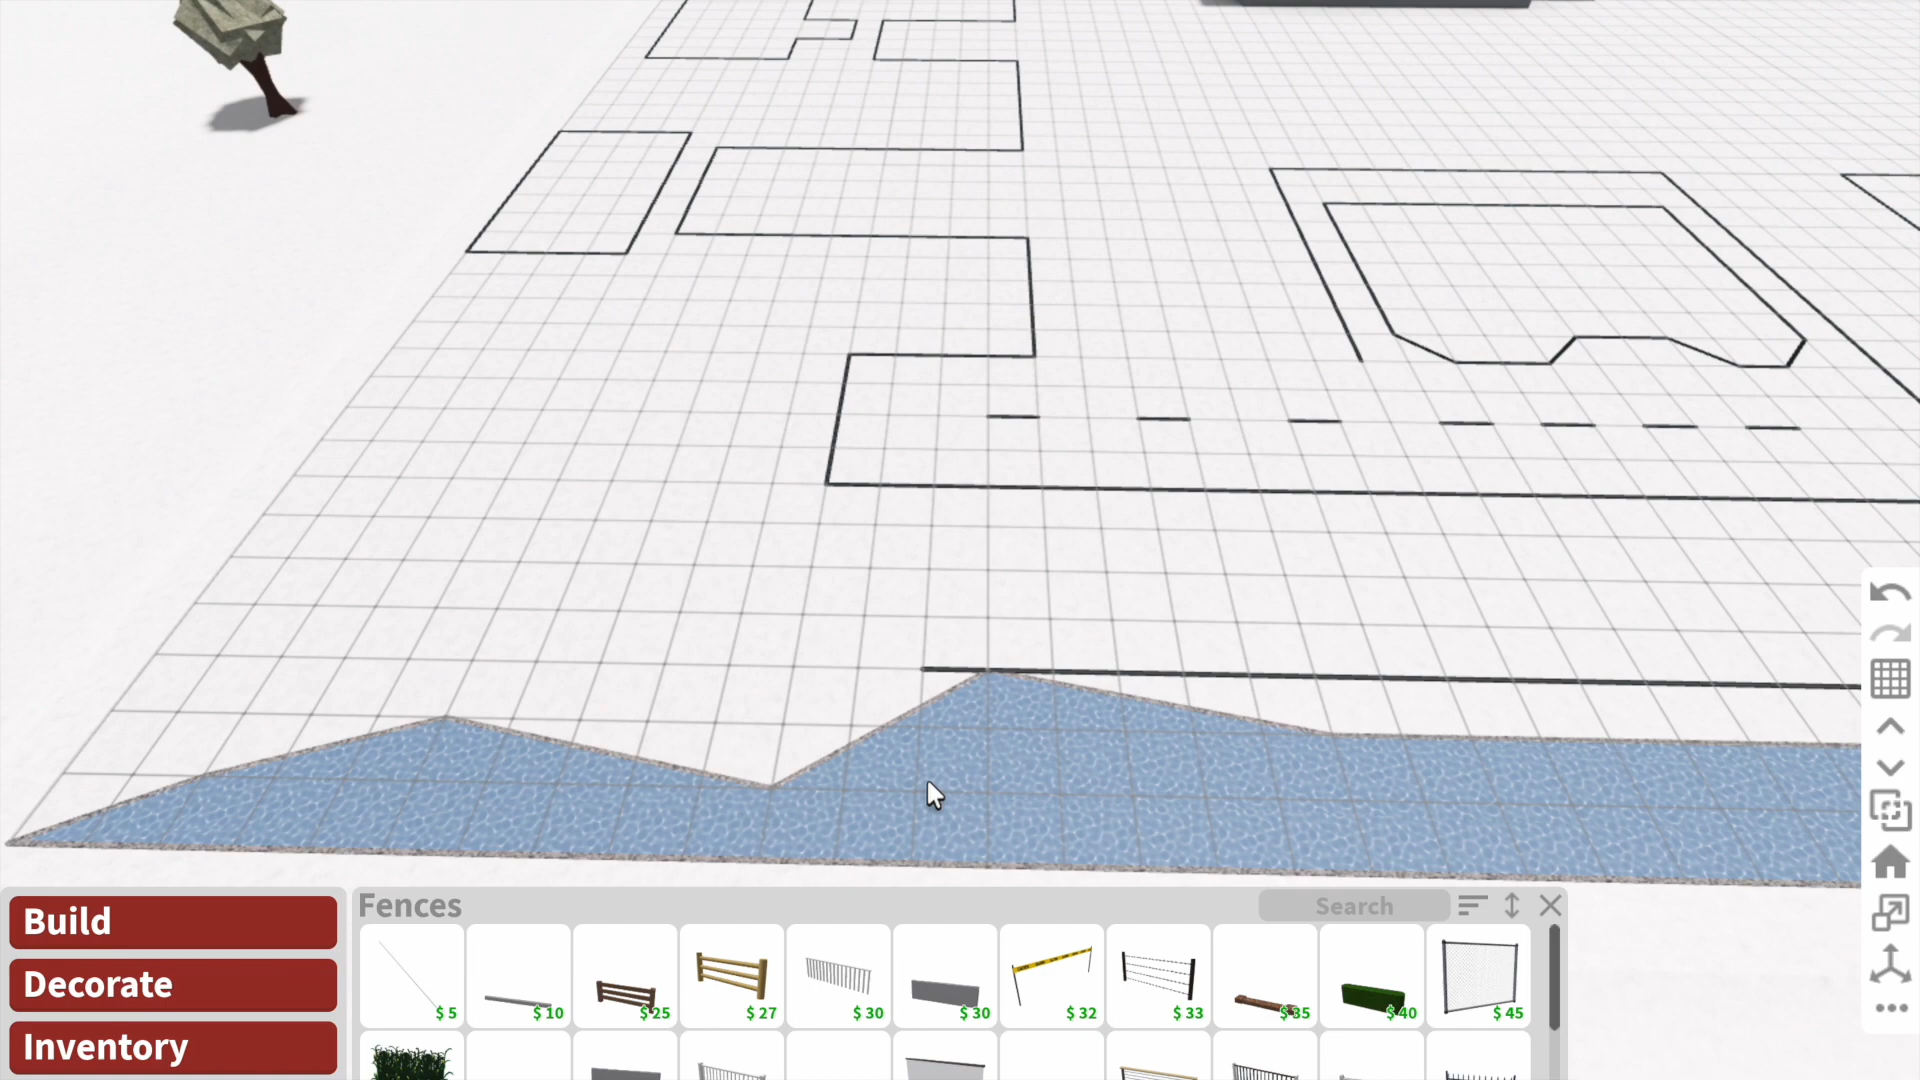 Build
Decorate
Inventory
Fences
Search
$ 5
$ 10
$ 25
$ 27
$ 30
$ 30
$ 32
$ 33
$ 35
$ 40
$ 45